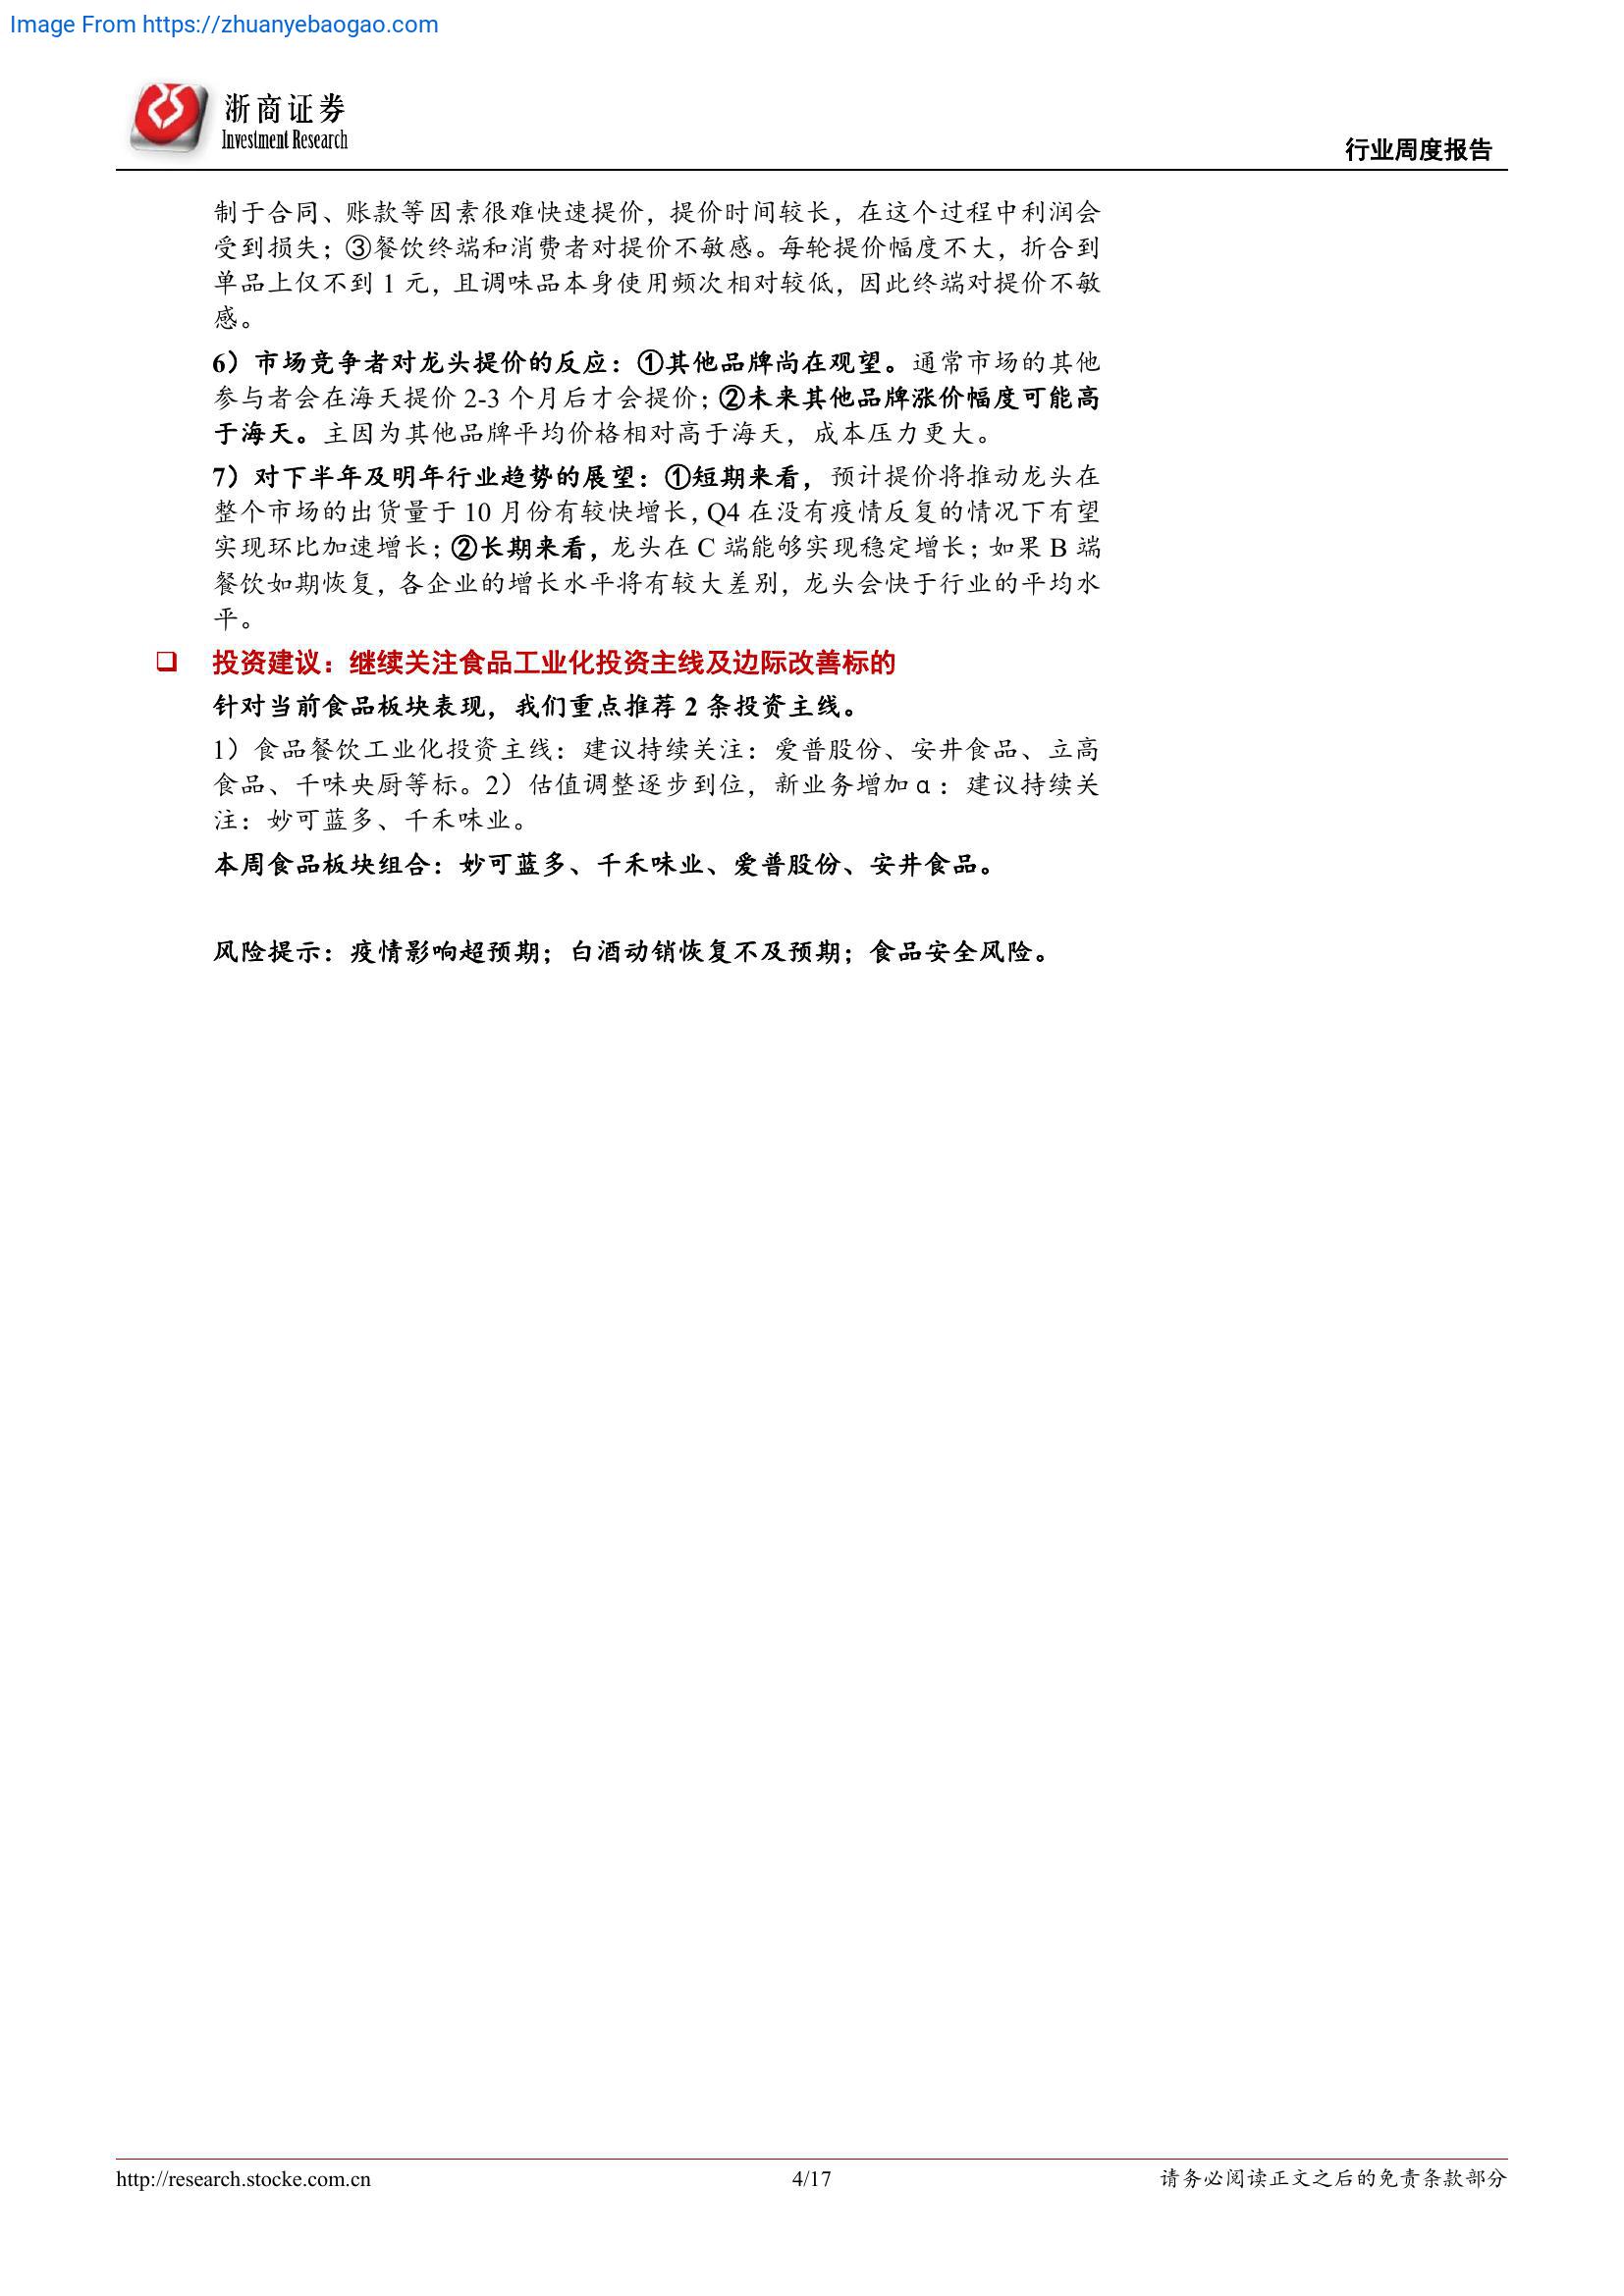 Image From https://zhuanyebaogao.com
浙商证券
Investment Research
行业周度报告
制于合同、账款等因素很难快速提价，提价时间较长，在这个过程中利润会
受到损失；③餐饮终端和消费者对提价不敏感。每轮提价幅度不大，折合到
单品上仅不到 1 元，且调味品本身使用频次相对较低，因此终端对提价不敏
感。
6）市场竞争者对龙头提价的反应：①其他品牌尚在观望。通常市场的其他
参与者会在海天提价 2-3 个月后才会提价；②未来其他品牌涨价幅度可能高
于海天。主因为其他品牌平均价格相对高于海天，成本压力更大。
7）对下半年及明年行业趋势的展望：①短期来看，预计提价将推动龙头在
整个市场的出货量于 10 月份有较快增长，Q4 在没有疫情反复的情况下有望
实现环比加速增长；②长期来看，龙头在 C 端能够实现稳定增长；如果 B 端
餐饮如期恢复，各企业的增长水平将有较大差别，龙头会快于行业的平均水
平。
❑ 投资建议：继续关注食品工业化投资主线及边际改善标的
针对当前食品板块表现，我们重点推荐 2 条投资主线。
1）食品餐饮工业化投资主线：建议持续关注：爱普股份、安井食品、立高
食品、千味央厨等标。2）估值调整逐步到位，新业务增加α：建议持续关
注：妙可蓝多、千禾味业。
本周食品板块组合：妙可蓝多、千禾味业、爱普股份、安井食品。
风险提示：疫情影响超预期；白酒动销恢复不及预期；食品安全风险。
http://research.stocke.com.cn
4/17
请务必阅读正文之后的免责条款部分